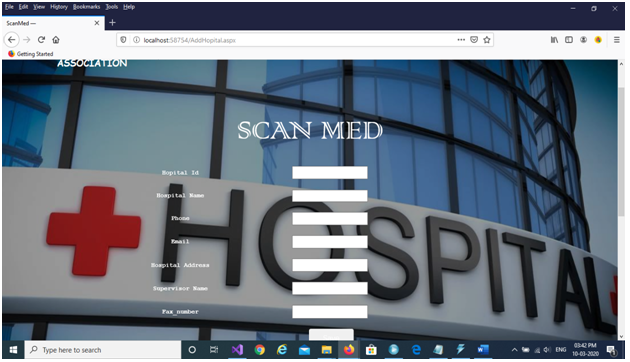 File Edit View History Bookmarks Tools Help
ScanMed —
localhost:58754/AddHopital.aspx
Getting Started
ASSOCIATION
SCAN MED
Hopital Id
Hospital Name
Phone
Email
Hospital Address
Supervisor Name
Fax_number
HOSPITAL
Type here to search
ENG
03:42 PM
10-03-2020